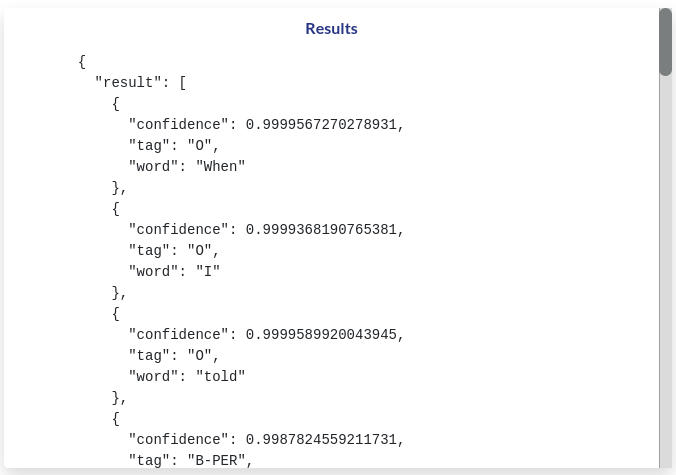 Results
{
  "result": [
    {
      "confidence": 0.9999567270278931,
      "tag": "O",
      "word": "When"
    },
    {
      "confidence": 0.9999368190765381,
      "tag": "O",
      "word": "I"
    },
    {
      "confidence": 0.9999589920043945,
      "tag": "O",
      "word": "told"
    },
    {
      "confidence": 0.9987824559211731,
      "tag": "B-PER",